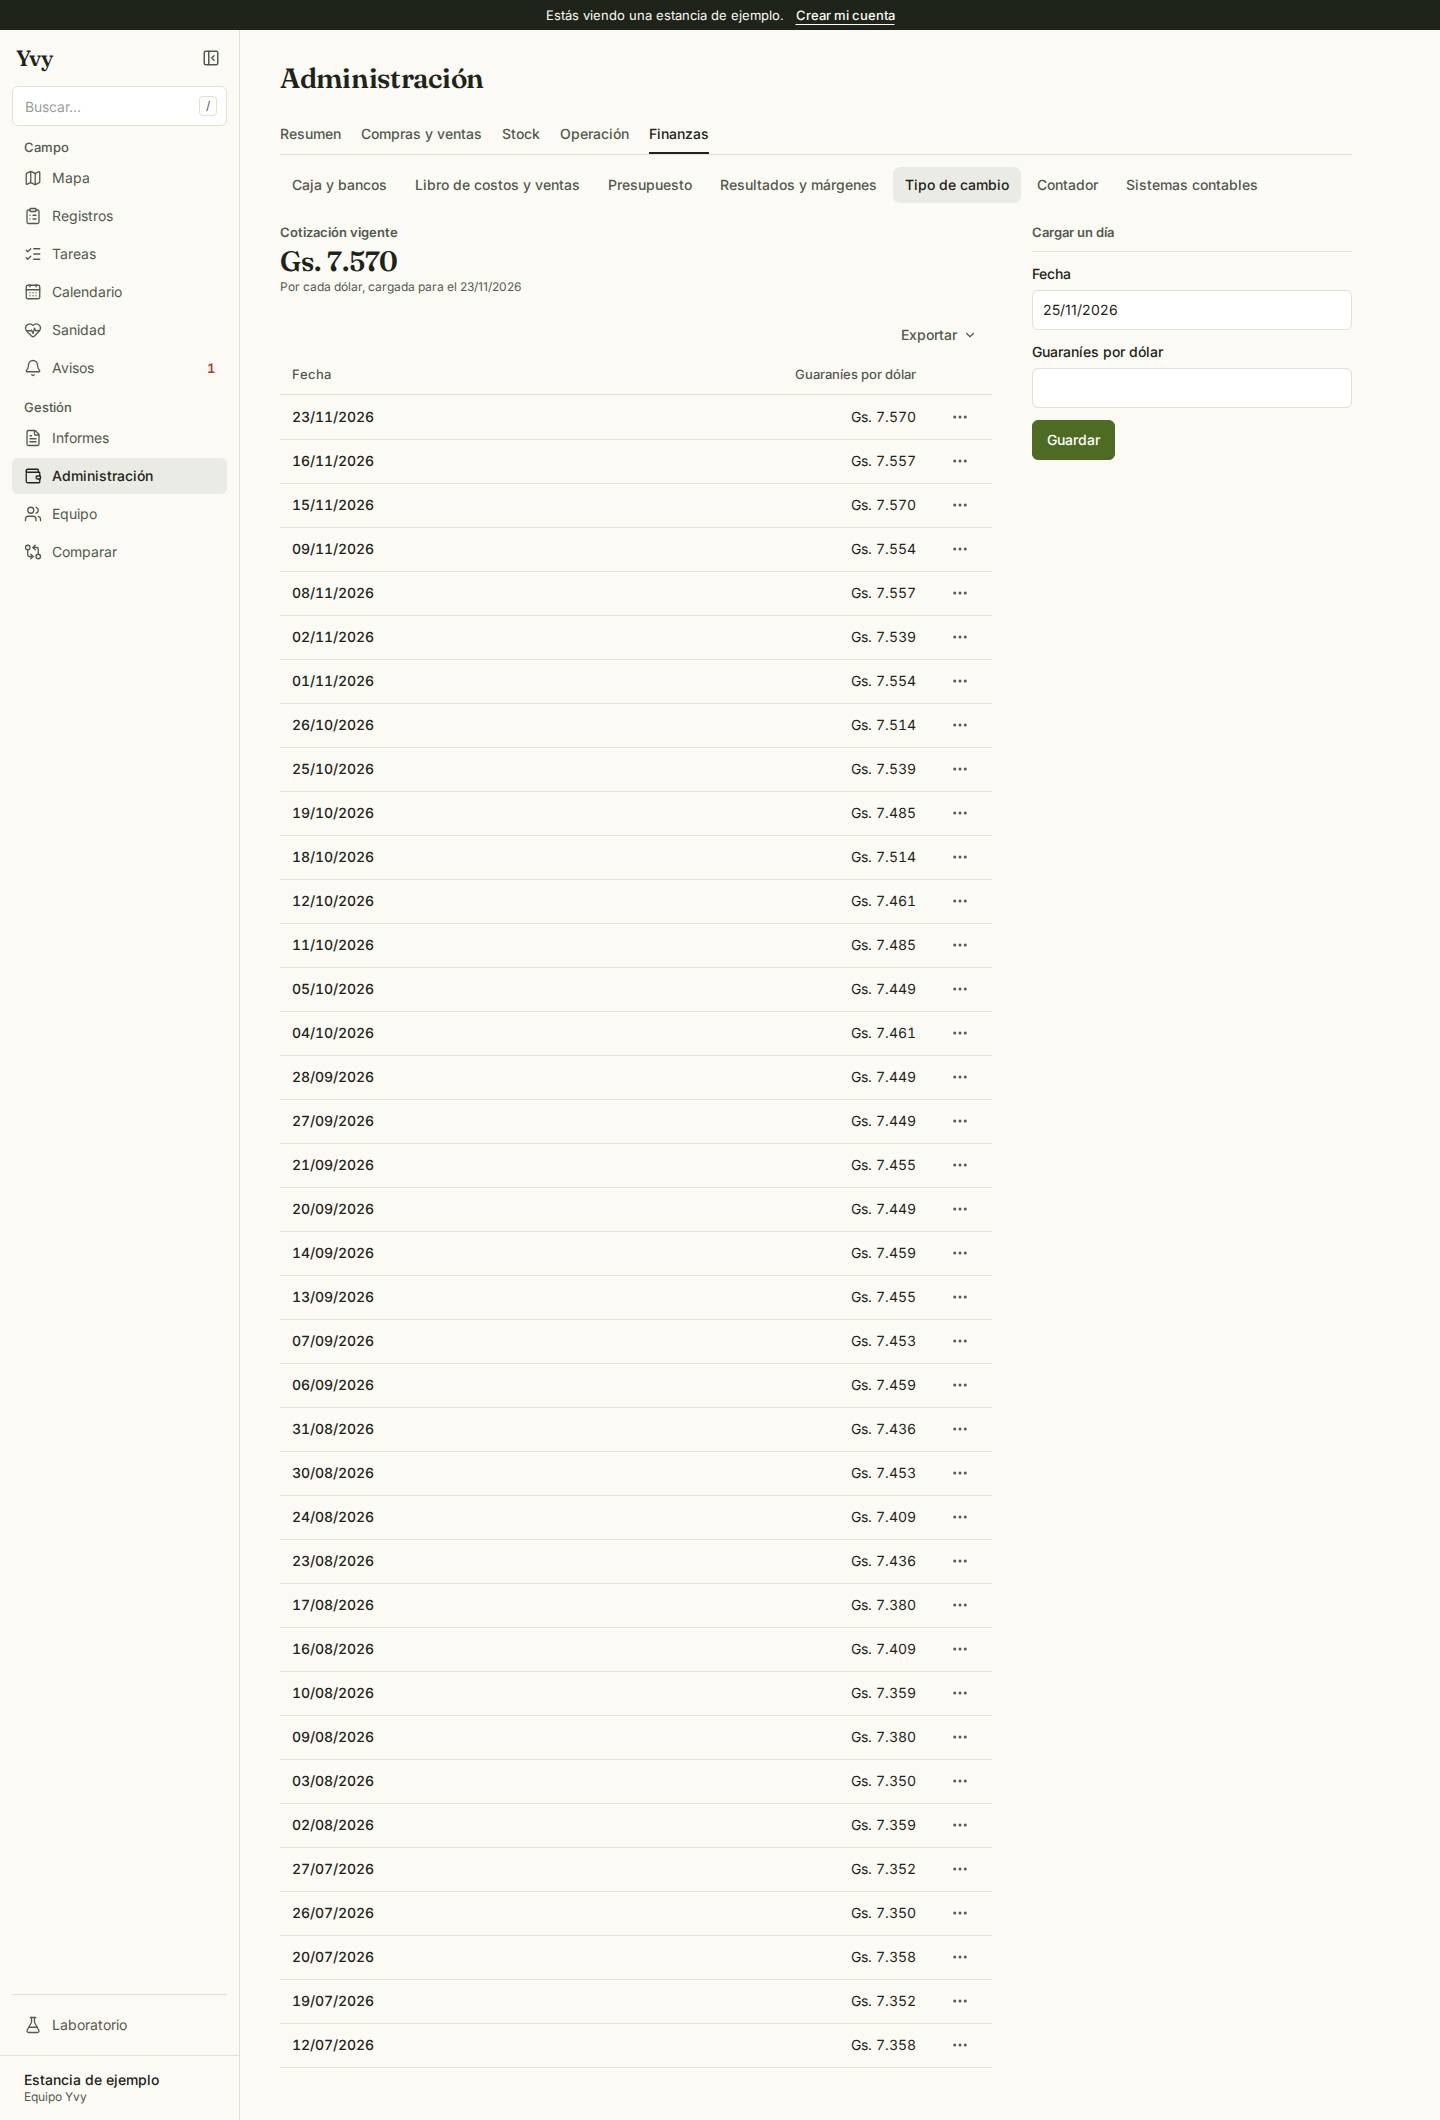 Estás viendo una estancia de ejemplo. Crear mi cuenta
Yvy
Buscar... /
Campo
Mapa
Registros
Tareas
Calendario
Sanidad
Avisos 1
Gestión
Informes
Administración
Equipo
Comparar
Laboratorio
Estancia de ejemplo
Equipo Yvy
Administración
Resumen Compras y ventas Stock Operación Finanzas
Caja y bancos Libro de costos y ventas Presupuesto Resultados y márgenes Tipo de cambio Contador Sistemas contables
Cotización vigente
Gs. 7.570
Por cada dólar, cargada para el 23/11/2026
Exportar
Fecha Guaraníes por dólar
23/11/2026 Gs. 7.570
16/11/2026 Gs. 7.557
15/11/2026 Gs. 7.570
09/11/2026 Gs. 7.554
08/11/2026 Gs. 7.557
02/11/2026 Gs. 7.539
01/11/2026 Gs. 7.554
26/10/2026 Gs. 7.514
25/10/2026 Gs. 7.539
19/10/2026 Gs. 7.485
18/10/2026 Gs. 7.514
12/10/2026 Gs. 7.461
11/10/2026 Gs. 7.485
05/10/2026 Gs. 7.449
04/10/2026 Gs. 7.461
28/09/2026 Gs. 7.449
27/09/2026 Gs. 7.449
21/09/2026 Gs. 7.455
20/09/2026 Gs. 7.449
14/09/2026 Gs. 7.459
13/09/2026 Gs. 7.455
07/09/2026 Gs. 7.453
06/09/2026 Gs. 7.459
31/08/2026 Gs. 7.436
30/08/2026 Gs. 7.453
24/08/2026 Gs. 7.409
23/08/2026 Gs. 7.436
17/08/2026 Gs. 7.380
16/08/2026 Gs. 7.409
10/08/2026 Gs. 7.359
09/08/2026 Gs. 7.380
03/08/2026 Gs. 7.350
02/08/2026 Gs. 7.359
27/07/2026 Gs. 7.352
26/07/2026 Gs. 7.350
20/07/2026 Gs. 7.358
19/07/2026 Gs. 7.352
12/07/2026 Gs. 7.358
Cargar un día
Fecha
25/11/2026
Guaraníes por dólar
Guardar